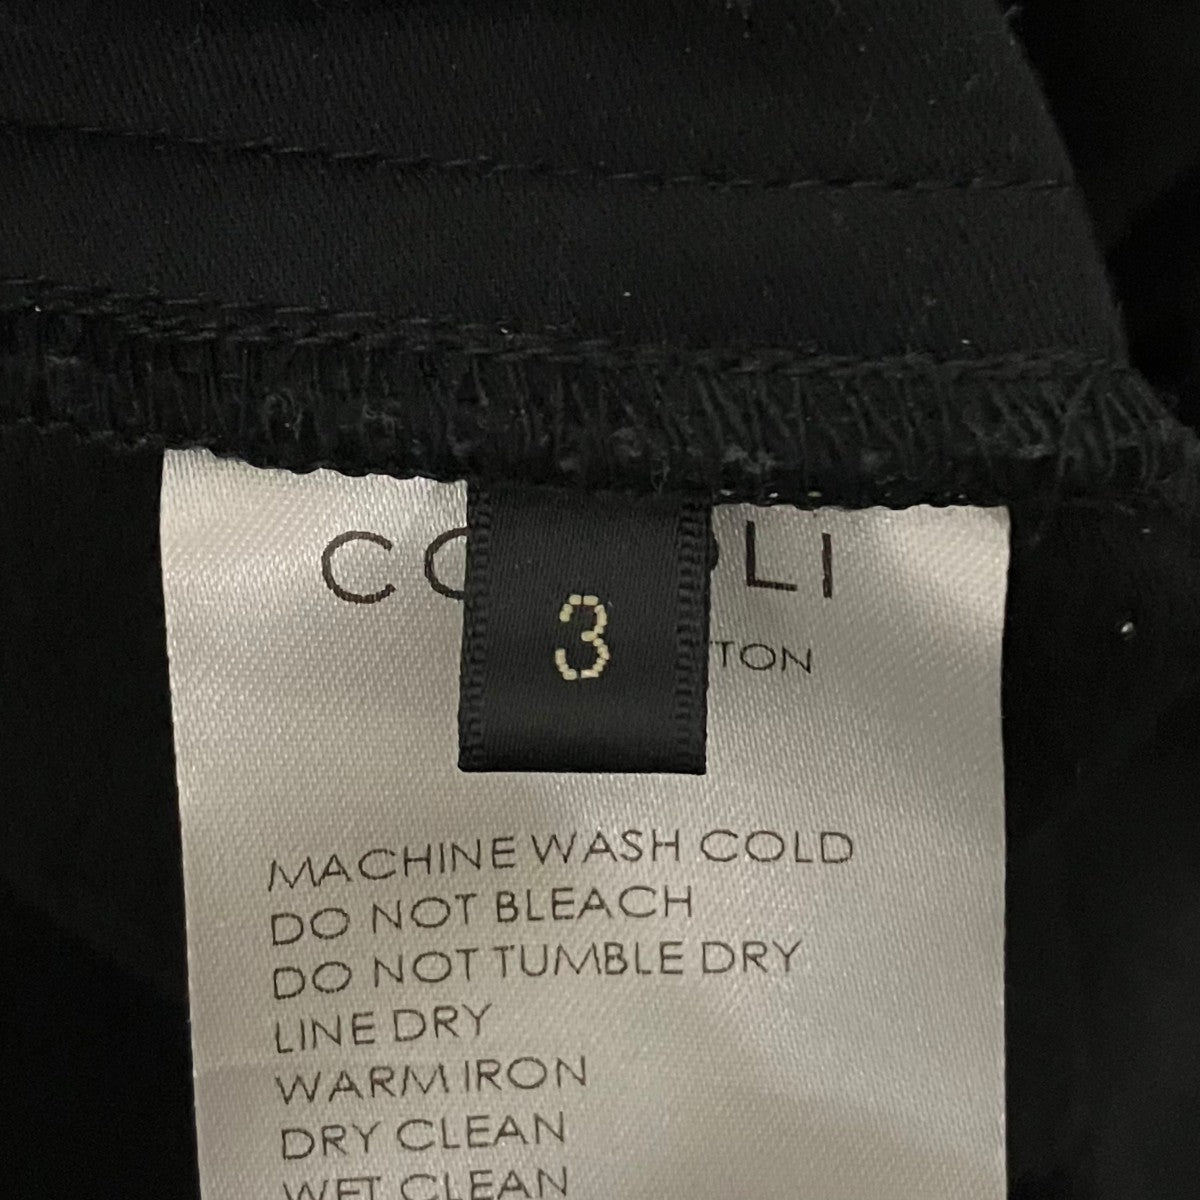 3
MACHINE WASH COLD
DO NOT BLEACH
DO NOT TUMBLE DRY
LINE DRY
WARM IRON
DRY CLEAN
WET CLEAN